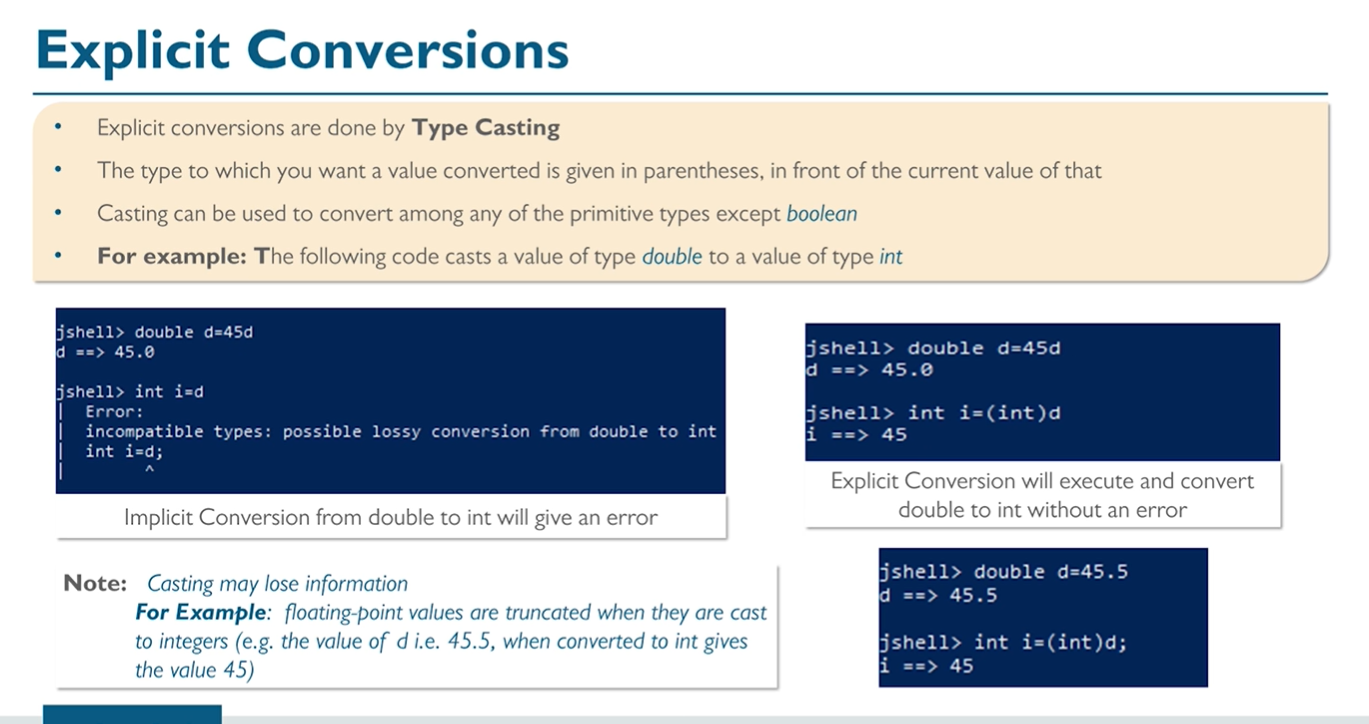 Explicit Conversions
• Explicit conversions are done by Type Casting
• The type to which you want a value converted is given in parentheses, in front of the current value of that
• Casting can be used to convert among any of the primitive types except boolean
• For example: The following code casts a value of type double to a value of type int
jshell> double d=45d
d ==> 45.0
jshell> int i=d
| Error:
| incompatible types: possible lossy conversion from double to int
| int i=d;
| ^
Implicit Conversion from double to int will give an error
jshell> double d=45d
d ==> 45.0
jshell> int i=(int)d
i ==> 45
Explicit Conversion will execute and convert
double to int without an error
Note: Casting may lose information
For Example: floating-point values are truncated when they are cast
to integers (e.g. the value of d i.e. 45.5, when converted to int gives
the value 45)
jshell> double d=45.5
d ==> 45.5
jshell> int i=(int)d;
i ==> 45